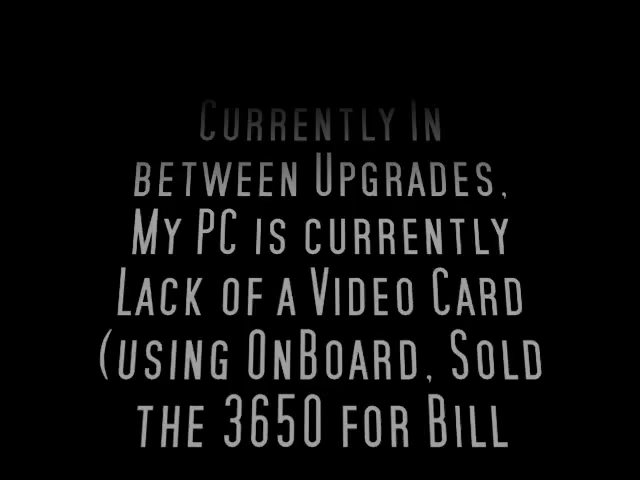 Currently In
between Upgrades,
My PC is currently
Lack of a Video Card
(using OnBoard, Sold
the 3650 for Bill